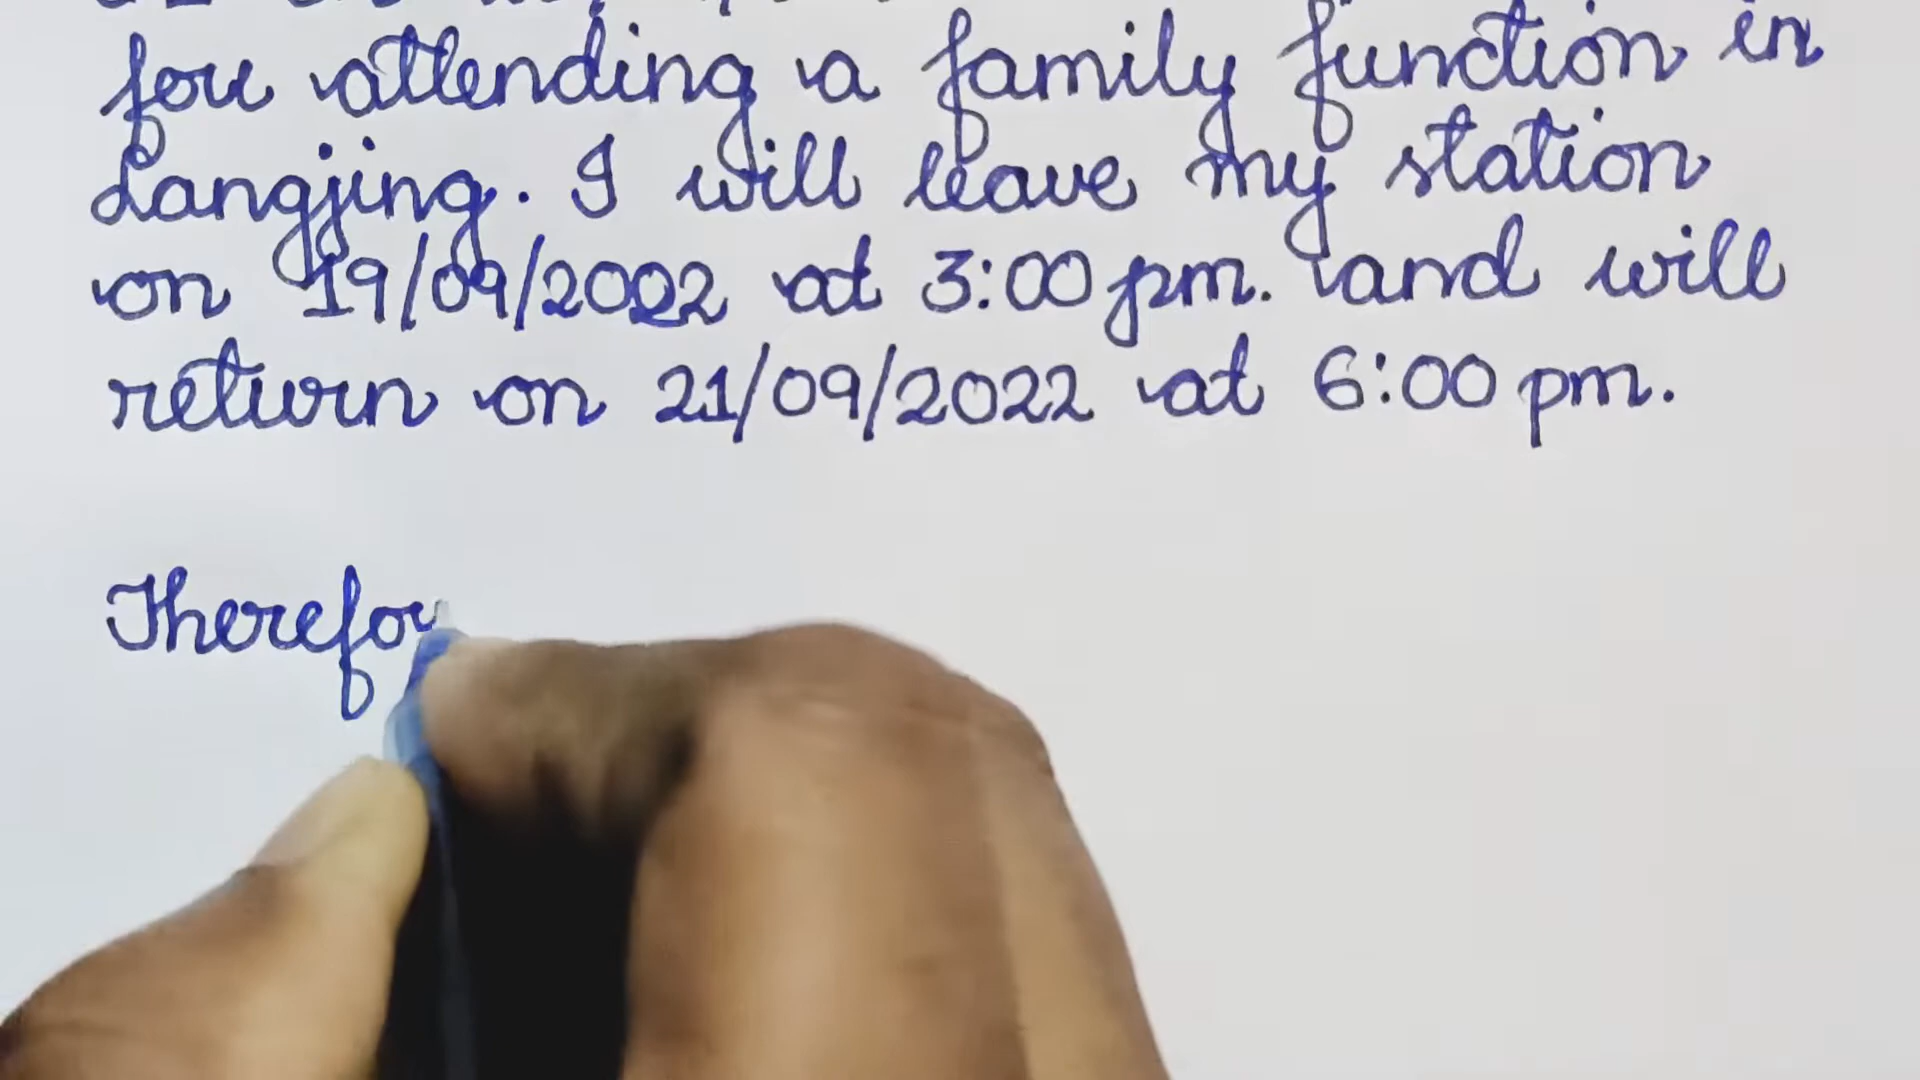 for attending a family function in
Langjing. I will leave my station
on 19/09/2022 at 3:00 pm. and will
return on 21/09/2022 at 6:00 pm.
Therefor